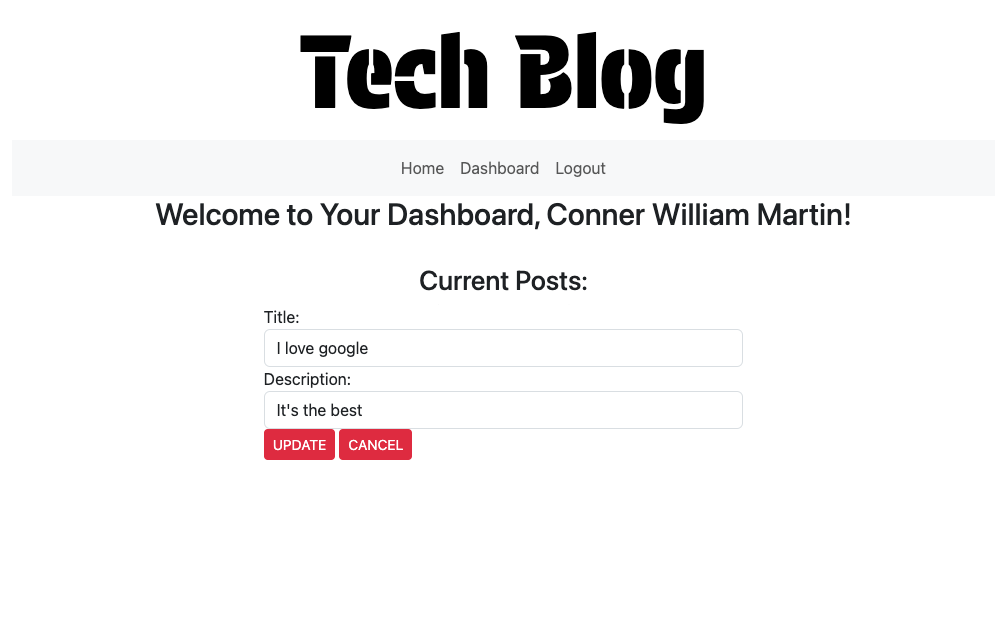 Tech Blog
Home Dashboard Logout
Welcome to Your Dashboard, Conner William Martin!
Current Posts:
Title:
I love google
Description:
It's the best
UPDATE CANCEL